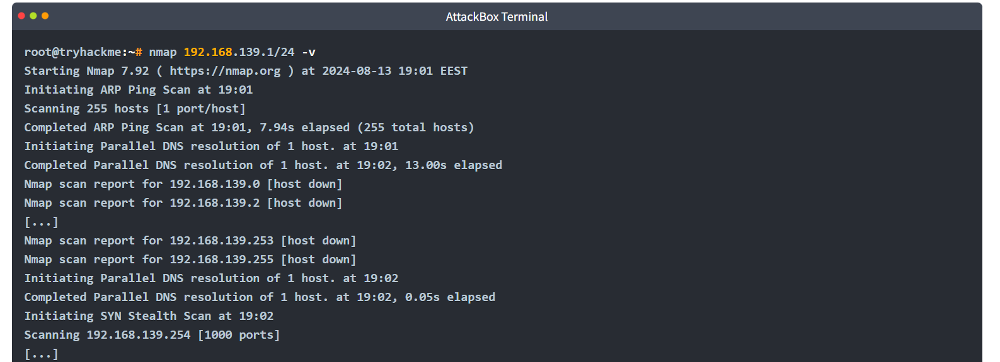 AttackBox Terminal
root@tryhackme:~# nmap 192.168.139.1/24 -v
Starting Nmap 7.92 ( https://nmap.org ) at 2024-08-13 19:01 EEST
Initiating ARP Ping Scan at 19:01
Scanning 255 hosts [1 port/host]
Completed ARP Ping Scan at 19:01, 7.94s elapsed (255 total hosts)
Initiating Parallel DNS resolution of 1 host. at 19:01
Completed Parallel DNS resolution of 1 host. at 19:02, 13.00s elapsed
Nmap scan report for 192.168.139.0 [host down]
Nmap scan report for 192.168.139.2 [host down]
[...]
Nmap scan report for 192.168.139.253 [host down]
Nmap scan report for 192.168.139.255 [host down]
Initiating Parallel DNS resolution of 1 host. at 19:02
Completed Parallel DNS resolution of 1 host. at 19:02, 0.05s elapsed
Initiating SYN Stealth Scan at 19:02
Scanning 192.168.139.254 [1000 ports]
[...]